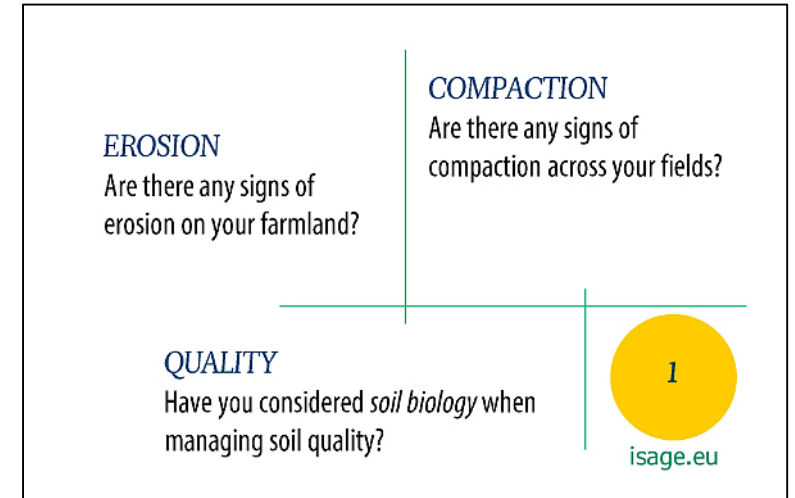 EROSION
Are there any signs of
erosion on your farmland?
COMPACTION
Are there any signs of
compaction across your fields?
QUALITY
Have you considered soil biology when
managing soil quality?
1
isage.eu